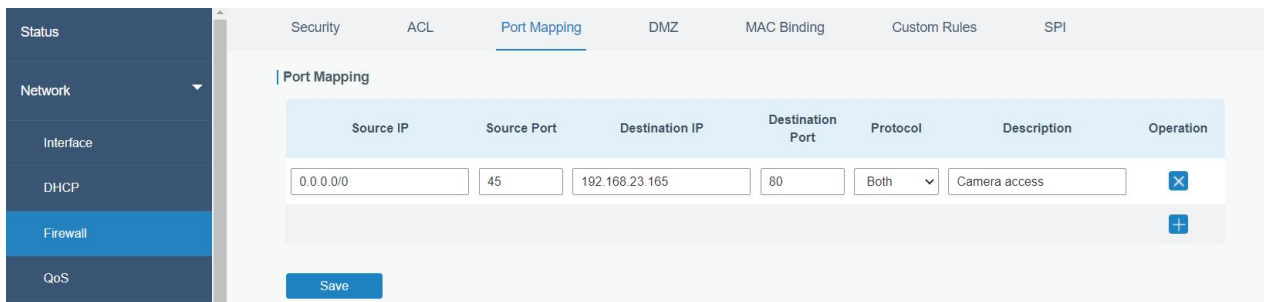 Status
Network
Interface
DHCP
Firewall
QoS
Security ACL Port Mapping DMZ MAC Binding Custom Rules SPI
Port Mapping
Source IP Source Port Destination IP Destination Port Protocol Description Operation
0.0.0.0/0 45 192.168.23.165 80 Both Camera access
Save